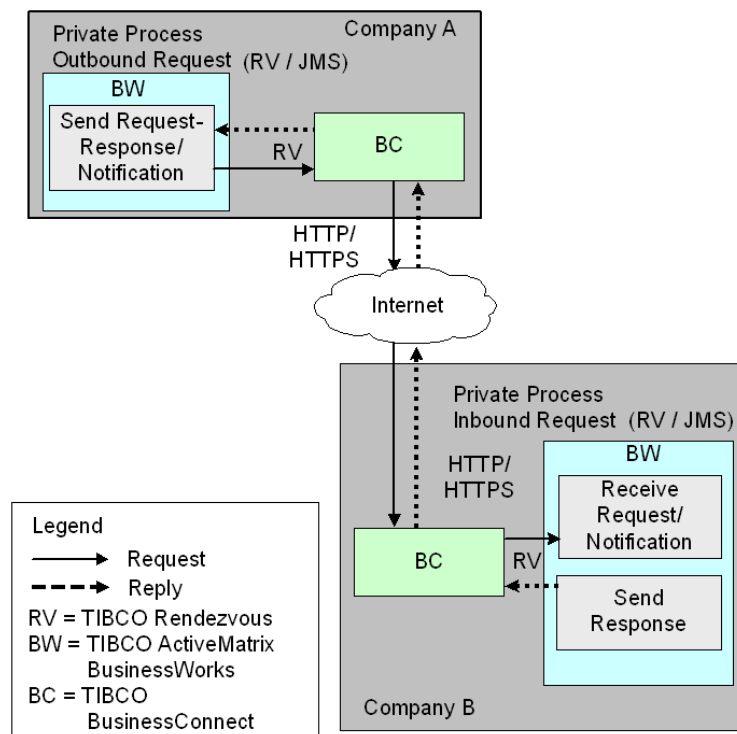 Company A
Private Process
Outbound Request (RV / JMS)
BW
Send Request-
Response/
Notification
RV
BC
HTTP/
HTTPS
Internet
Private Process
Inbound Request (RV / JMS)
BW
HTTP/
HTTPS
Receive
Request/
Notification
BC
RV
Send
Response
Company B
Legend
Request
Reply
RV = TIBCO Rendezvous
BW = TIBCO ActiveMatrix
BusinessWorks
BC = TIBCO
BusinessConnect